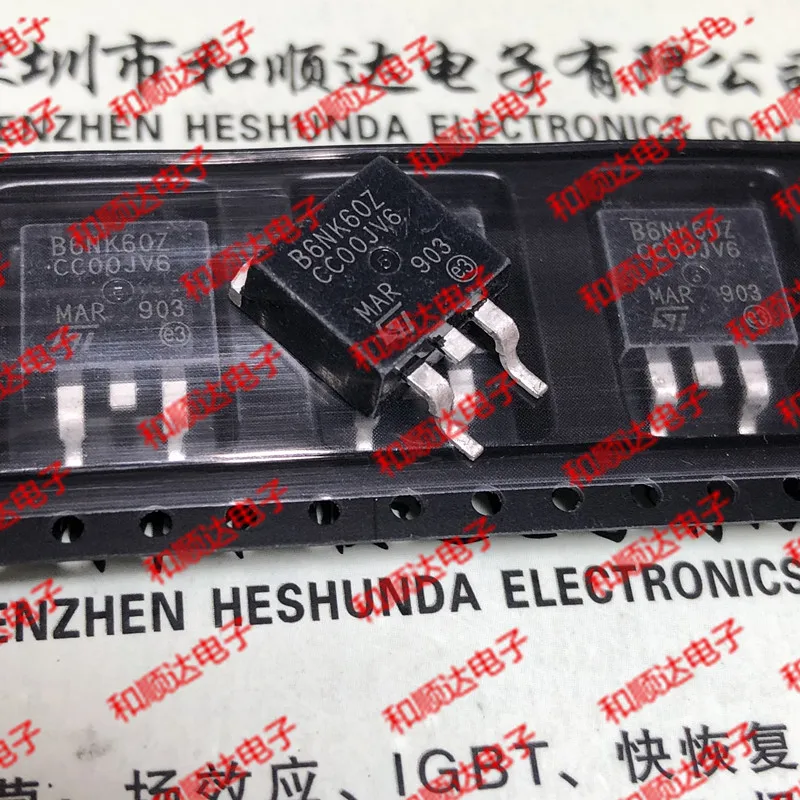 圳市和顺达电子有限公司
ENZHEN HESHUNDA ELECTRONICS CO.
B6NK60Z
CC00JV6
MAR 903
e3
B6NK60Z
CC00JV6
MAR 903
e3
B6NK60Z
CC00JV6
MAR 903
e3
ENZHEN HESHUNDA ELECTRONICS
场效应、IGBT、快恢复
和顺达电子